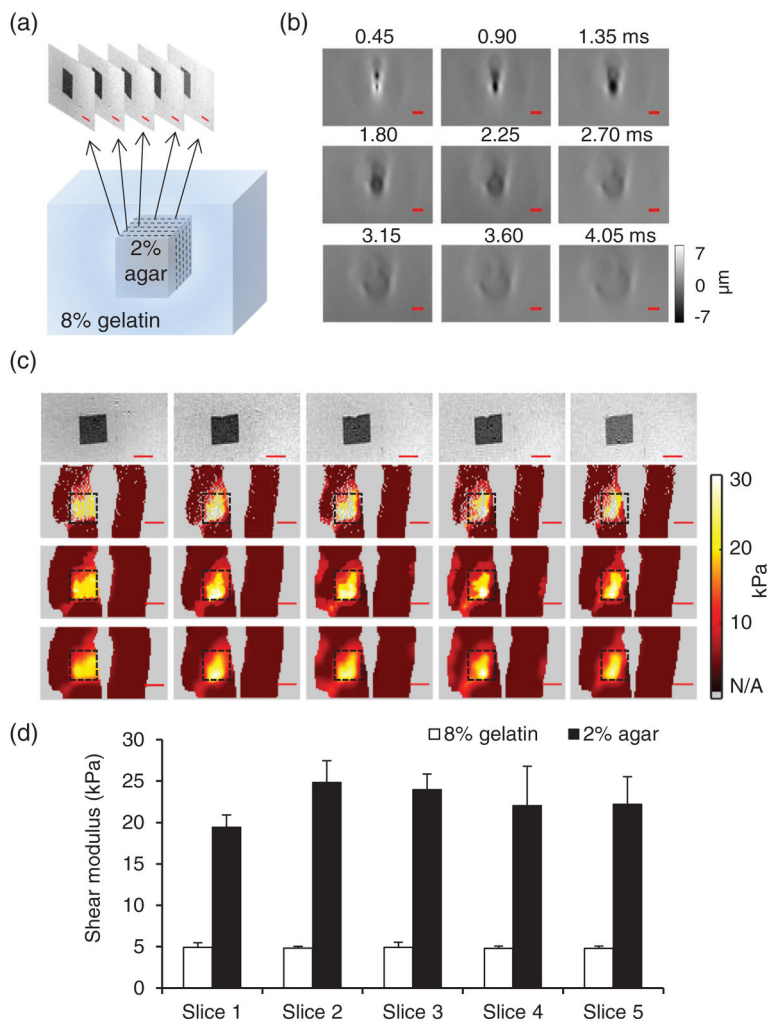 (a)
2%
agar
8% gelatin
(b)
0.45 0.90 1.35 ms
1.80 2.25 2.70 ms
3.15 3.60 4.05 ms
7
0
-7
µm
(c)
30
20
10
N/A
kPa
(d)
8% gelatin 2% agar
Shear modulus (kPa)
30
25
20
15
10
5
0
Slice 1 Slice 2 Slice 3 Slice 4 Slice 5